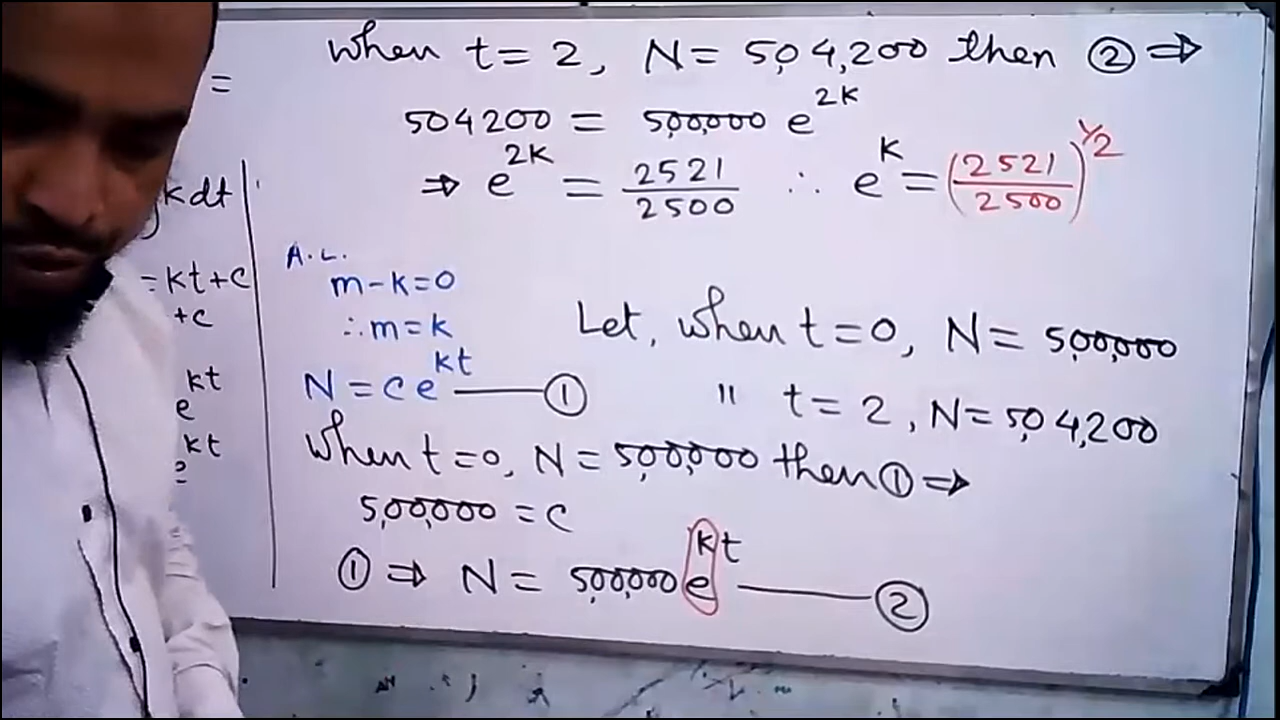 when t = 2, N = 5,04,200 then ② ⇒
=
504200 = 5,00,000 e^{2k}
⇒ e^{2k} = 2521/2500 ∴ e^k = (2521/2500)^{1/2}
kdt
= kt+c
+c
e^{kt}
kt
A.L.
m-k=0
∴ m = k
N = c e^{kt} —— ①
Let, when t = 0, N = 5,00,000
" t = 2, N = 5,04,200
When t = 0, N = 5,00,000 then ① ⇒
5,00,000 = c
① ⇒ N = 5,00,000 e^{kt} —— ②